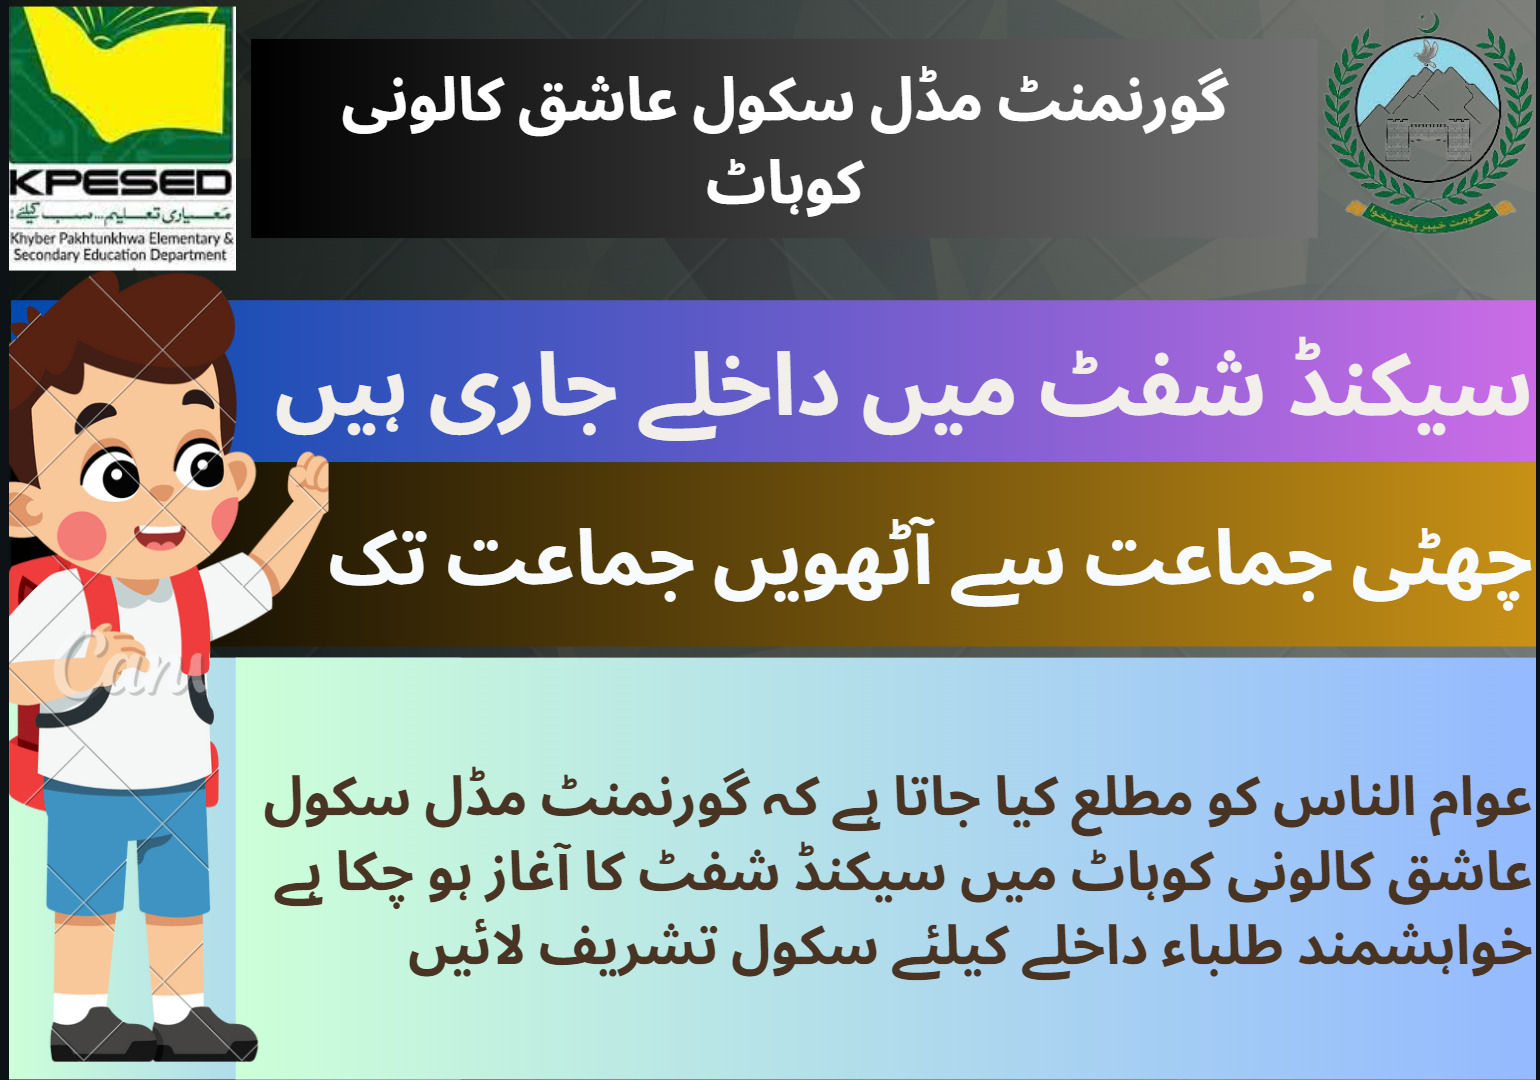 گورنمنٹ مڈل سکول عاشق کالونی
کوہاٹ
KPESED
معیاری تعلیم...سب کیلئے!
Khyber Pakhtunkhwa Elementary &
Secondary Education Department
حکومت خیبر پختونخوا
سیکنڈ شفٹ میں داخلے جاری ہیں
چھٹی جماعت سے آٹھویں جماعت تک
عوام الناس کو مطلع کیا جاتا ہے کہ گورنمنٹ مڈل سکول
عاشق کالونی کوہاٹ میں سیکنڈ شفٹ کا آغاز ہو چکا ہے
خواہشمند طلباء داخلے کیلئے سکول تشریف لائیں